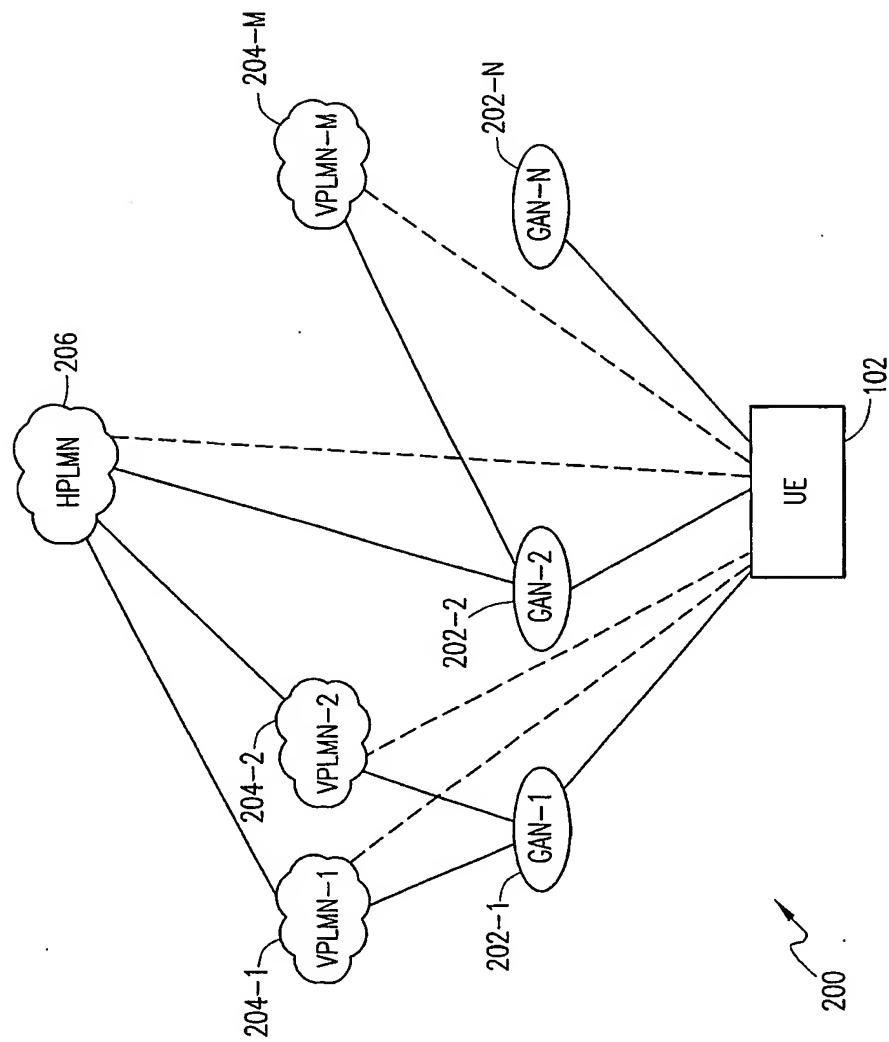 206
HPLMN
204-M
VPLMN-M
204-1
VPLMN-1
204-2
VPLMN-2
202-1
GAN-1
202-2
GAN-2
202-N
GAN-N
UE
102
200